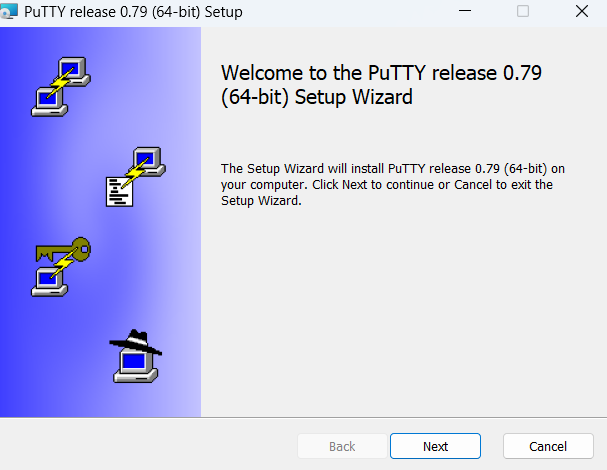 PuTTY release 0.79 (64-bit) Setup
Welcome to the PuTTY release 0.79
(64-bit) Setup Wizard
The Setup Wizard will install PuTTY release 0.79 (64-bit) on
your computer. Click Next to continue or Cancel to exit the
Setup Wizard.
Back
Next
Cancel